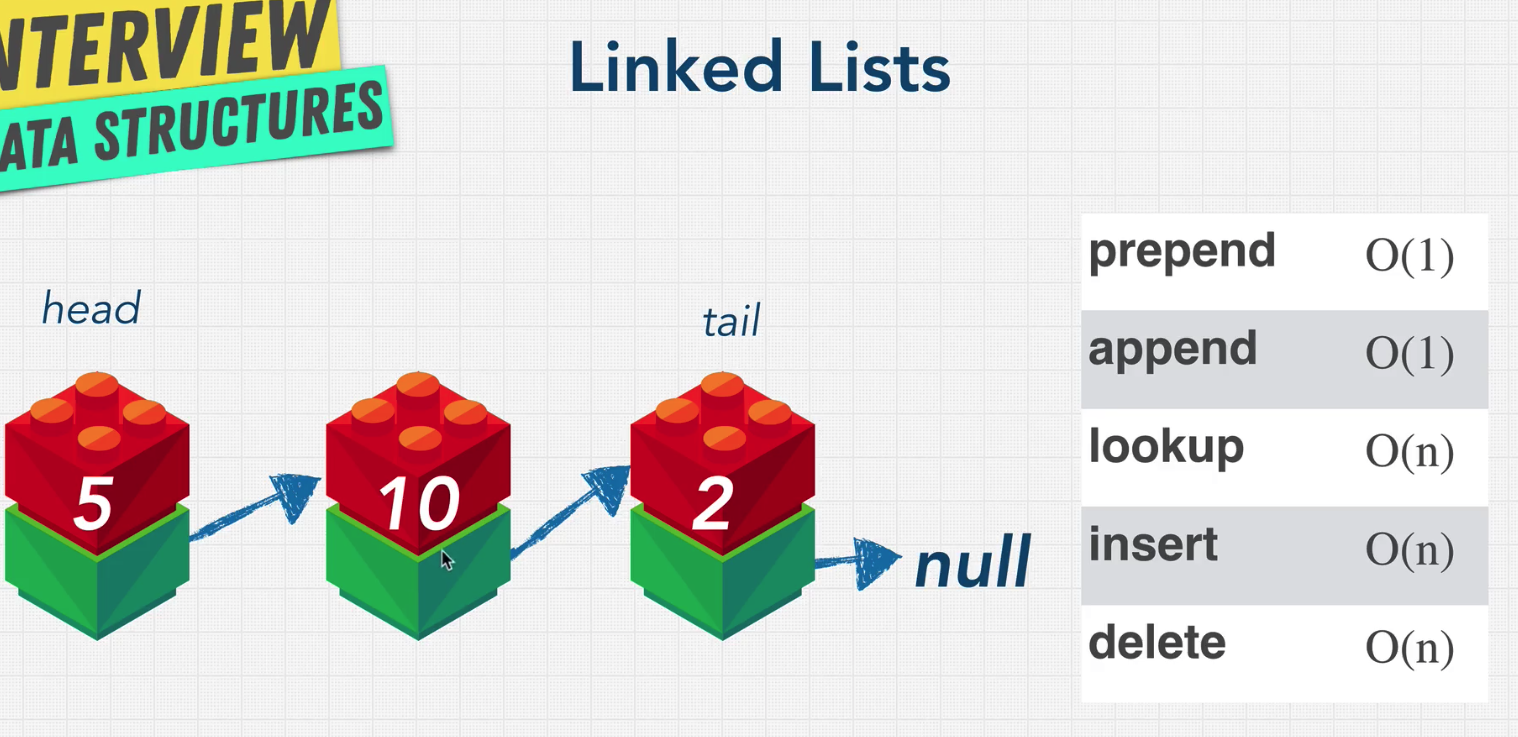 NTERVIEW
ATA STRUCTURES
Linked Lists
head
tail
5
10
2
null
prepend O(1)
append O(1)
lookup O(n)
insert O(n)
delete O(n)